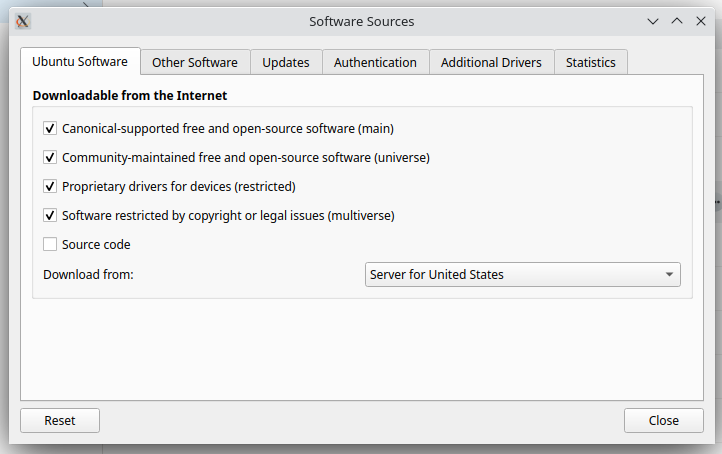 Software Sources
Ubuntu Software
Other Software
Updates
Authentication
Additional Drivers
Statistics
Downloadable from the Internet
Canonical-supported free and open-source software (main)
Community-maintained free and open-source software (universe)
Proprietary drivers for devices (restricted)
Software restricted by copyright or legal issues (multiverse)
Source code
Download from:
Server for United States
Reset
Close